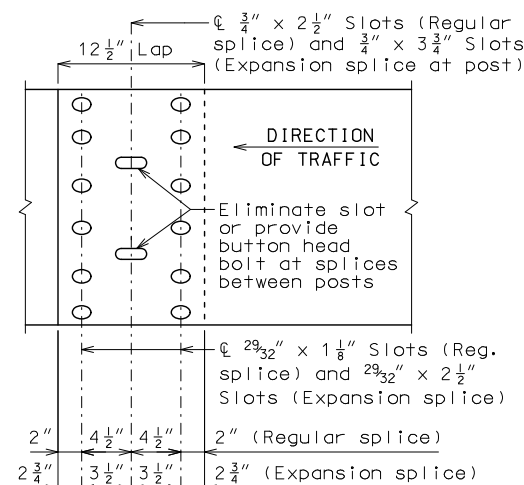 ℄ 3/4" x 2 1/2" Slots (Regular
splice) and 3/4" x 3 3/4" Slots
(Expansion splice at post)
12 1/2" Lap
DIRECTION
OF TRAFFIC
Eliminate slot
or provide
button head
bolt at splices
between posts
℄ 29/32" x 1 1/8" Slots (Reg.
splice) and 29/32" x 2 1/2"
Slots (Expansion splice)
2" 4 1/2" 4 1/2" 2" (Regular splice)
2 3/4" 3 1/2" 3 1/2" 2 3/4" (Expansion splice)